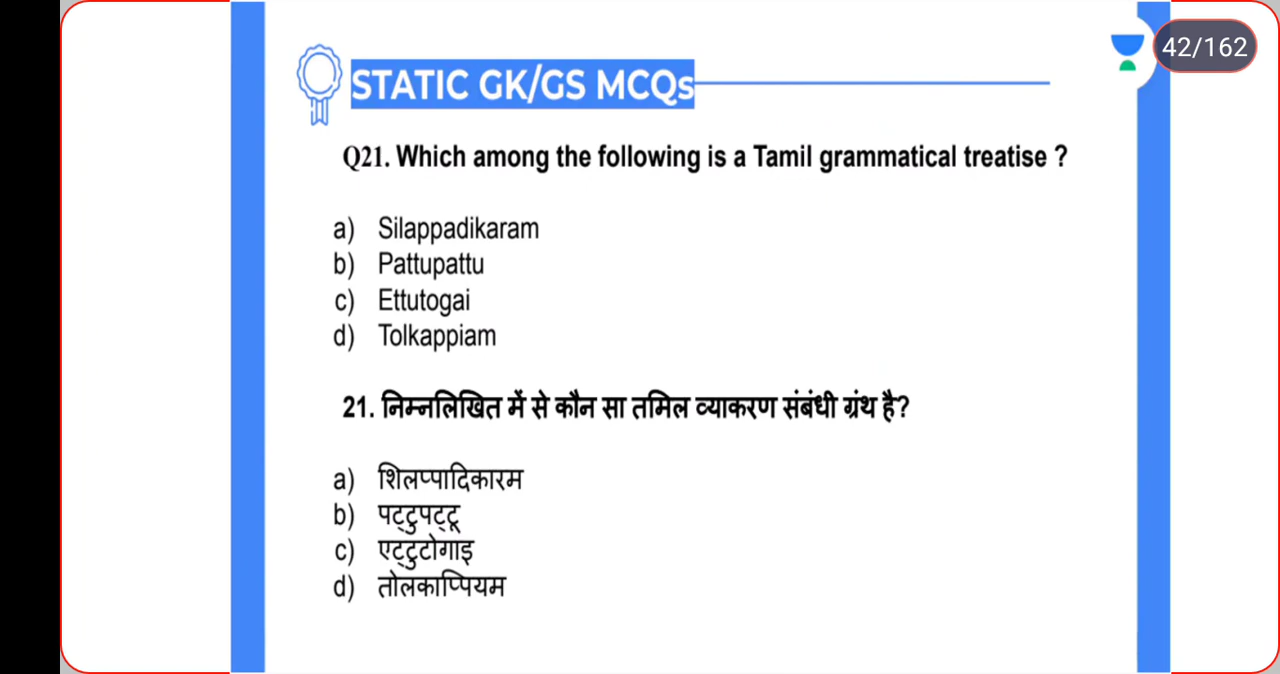 42/162
STATIC GK/GS MCQs
Q21. Which among the following is a Tamil grammatical treatise ?
a) Silappadikaram
b) Pattupattu
c) Ettutogai
d) Tolkappiam
21. निम्नलिखित में से कौन सा तमिल व्याकरण संबंधी ग्रंथ है?
a) शिलप्पादिकारम
b) पट्टुपट्टू
c) एट्टुटोगाइ
d) तोलकाप्पियम